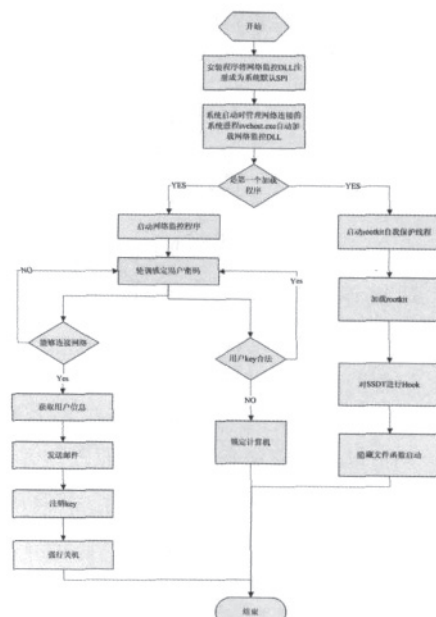 开始
安装程序将网络监控DLL注
册成为系统默认SPI
系统启动时管理网络连接的
系统进程svchost.exe自动加
载网络监控DLL
是第一个加载
程序
YES
YES
启动网络监控程序
启动rootkit自我保护线程
NO
轮询锁定用户密码
Yes
加载rootkit
能够连接网络
用户key合法
Yes
NO
对SSDT进行Hook
获取用户信息
锁定计算机
隐藏文件函数启动
发送邮件
注销key
强行关机
结束